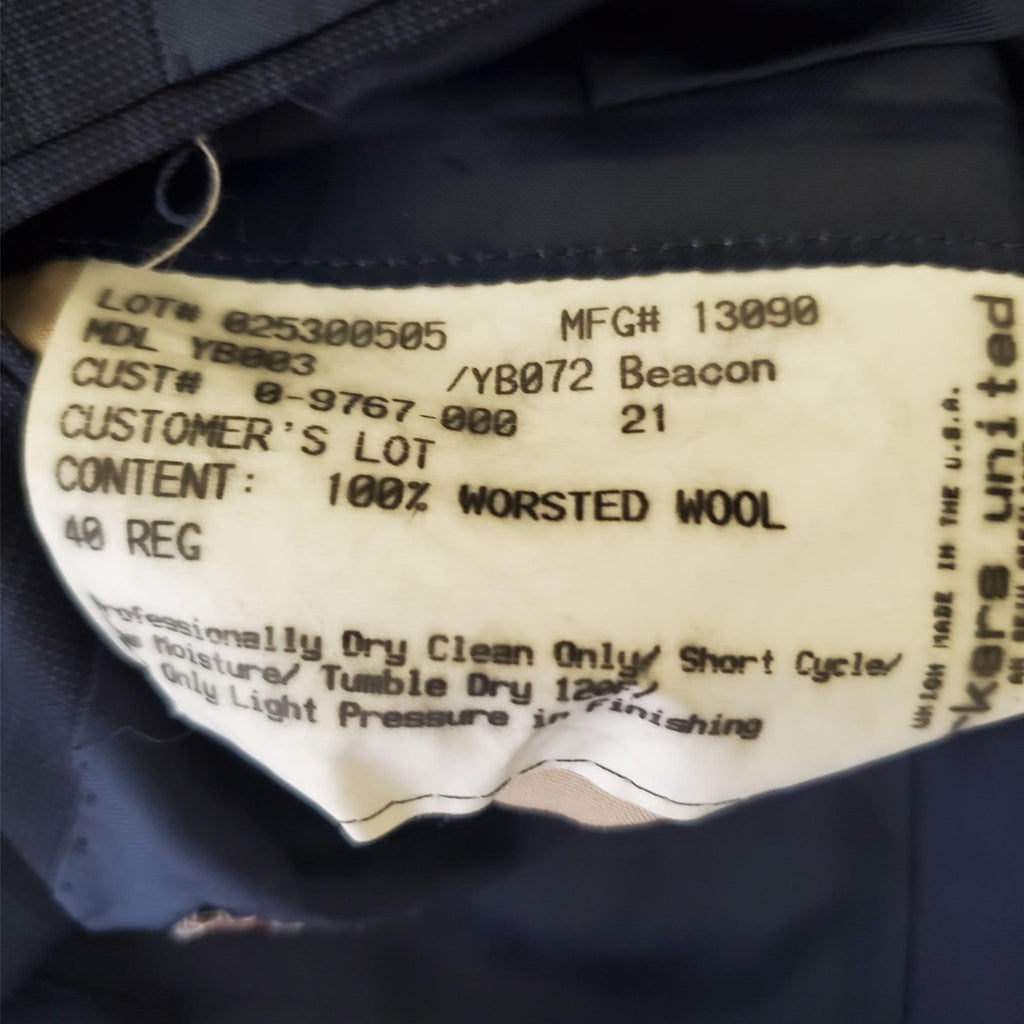 LOT# 025300505 MFG# 13090
MDL YB003 /YB072 Beacon
CUST# 0-9767-000 21
CUSTOMER'S LOT
CONTENT: 100% WORSTED WOOL
40 REG
Professionally Dry Clean Only/ Short Cycle/
Moisture/ Tumble Dry 120F/
Only Light Pressure in Finishing
UNION MADE IN THE U.S.A.
kers united